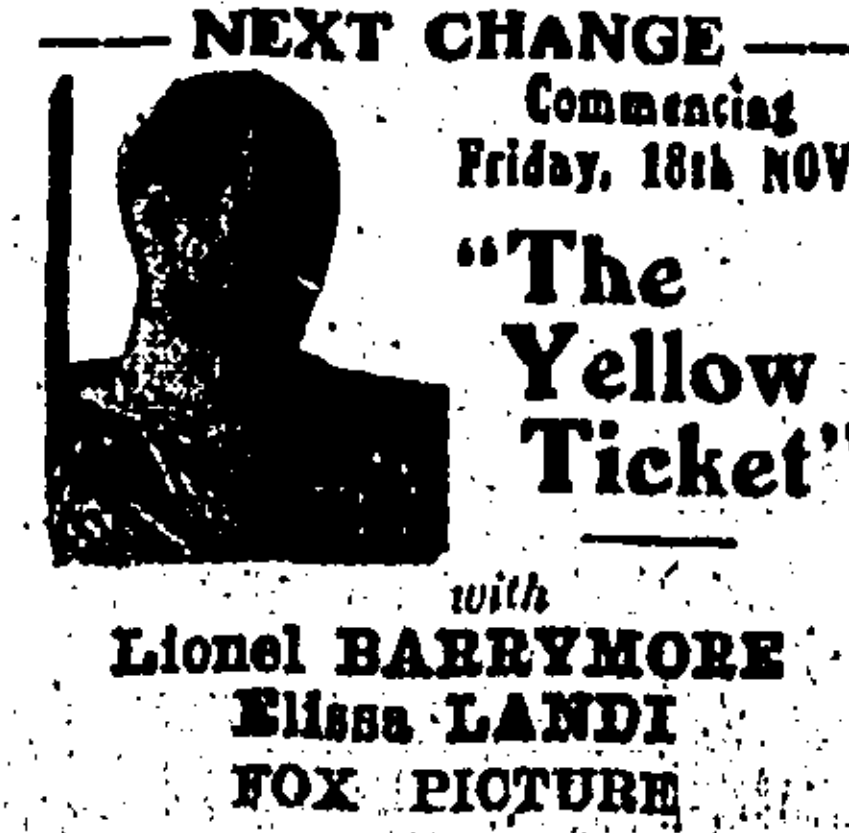 NEXT CHANGE
Commencing
Friday, 18th NOV
"The
Yellow
Ticket"
with
Lionel BARRYMORE
Elissa LANDI
FOX PICTURE